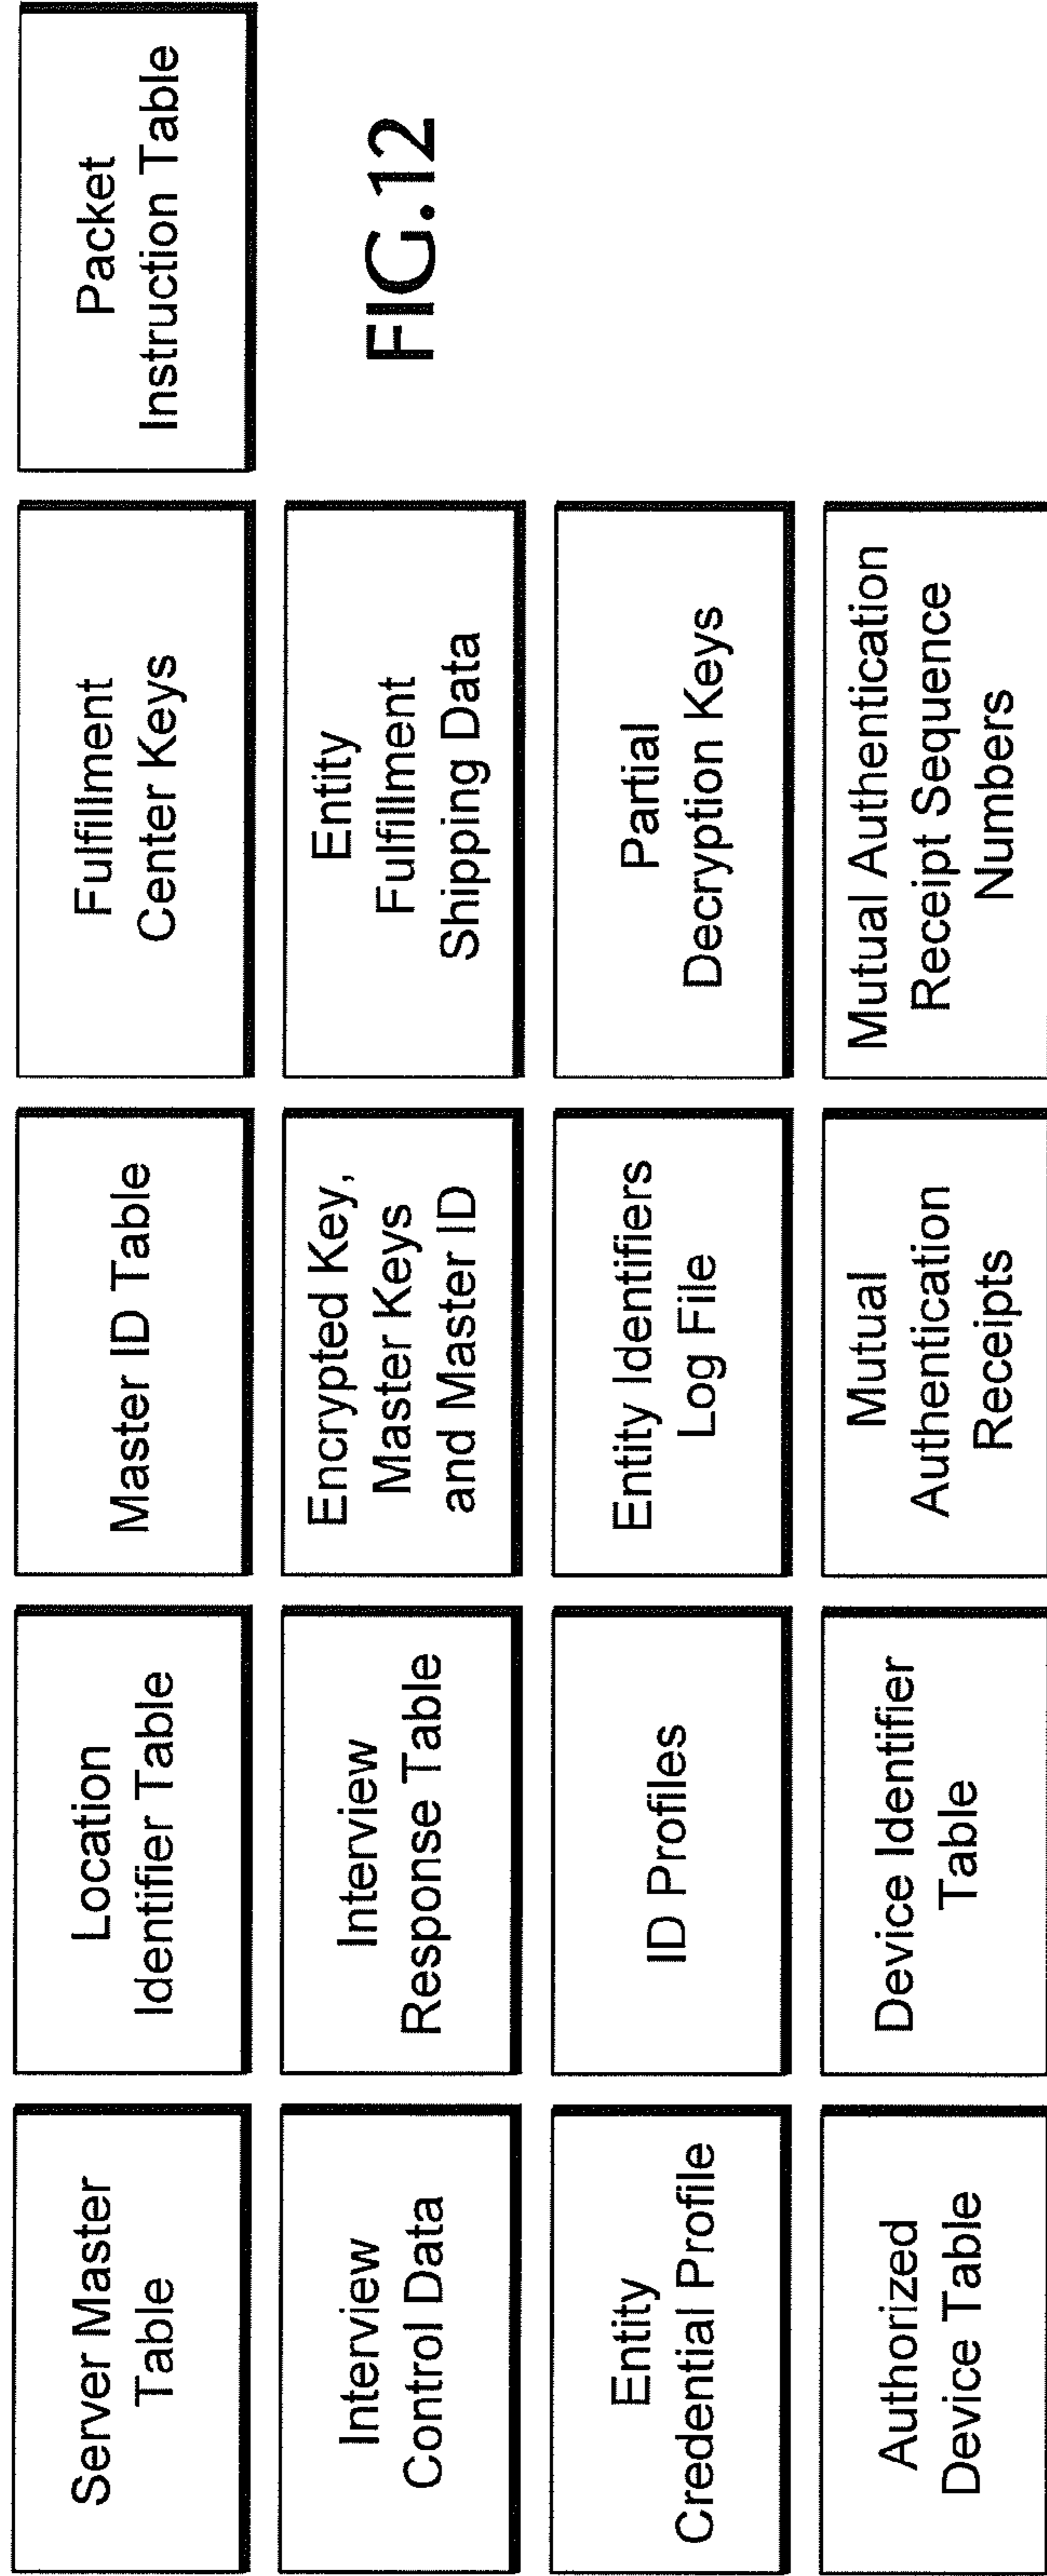 Server Master
Table
Location
Identifier Table
Master ID Table
Fulfillment
Center Keys
Packet
Instruction Table
Interview
Control Data
Interview
Response Table
Encrypted Key,
Master Keys
and Master ID
Entity
Fulfillment
Shipping Data
FIG.12
Entity
Credential Profile
ID Profiles
Entity Identifiers
Log File
Partial
Decryption Keys
Authorized
Device Table
Device Identifier
Table
Mutual
Authentication
Receipts
Mutual Authentication
Receipt Sequence
Numbers